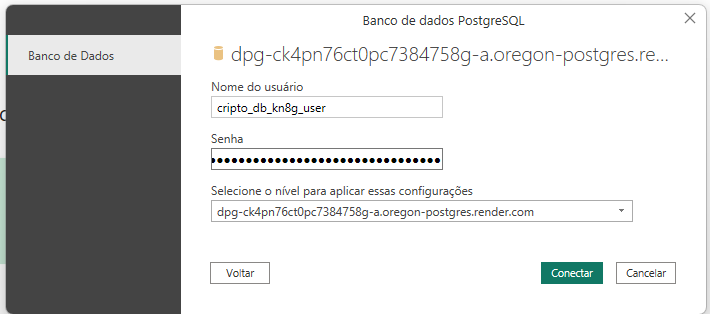 Banco de dados PostgreSQL
Banco de Dados
dpg-ck4pn76ct0pc7384758g-a.oregon-postgres.re...
Nome do usuário
cripto_db_kn8g_user
Senha
Selecione o nível para aplicar essas configurações
dpg-ck4pn76ct0pc7384758g-a.oregon-postgres.render.com
Voltar
Conectar
Cancelar